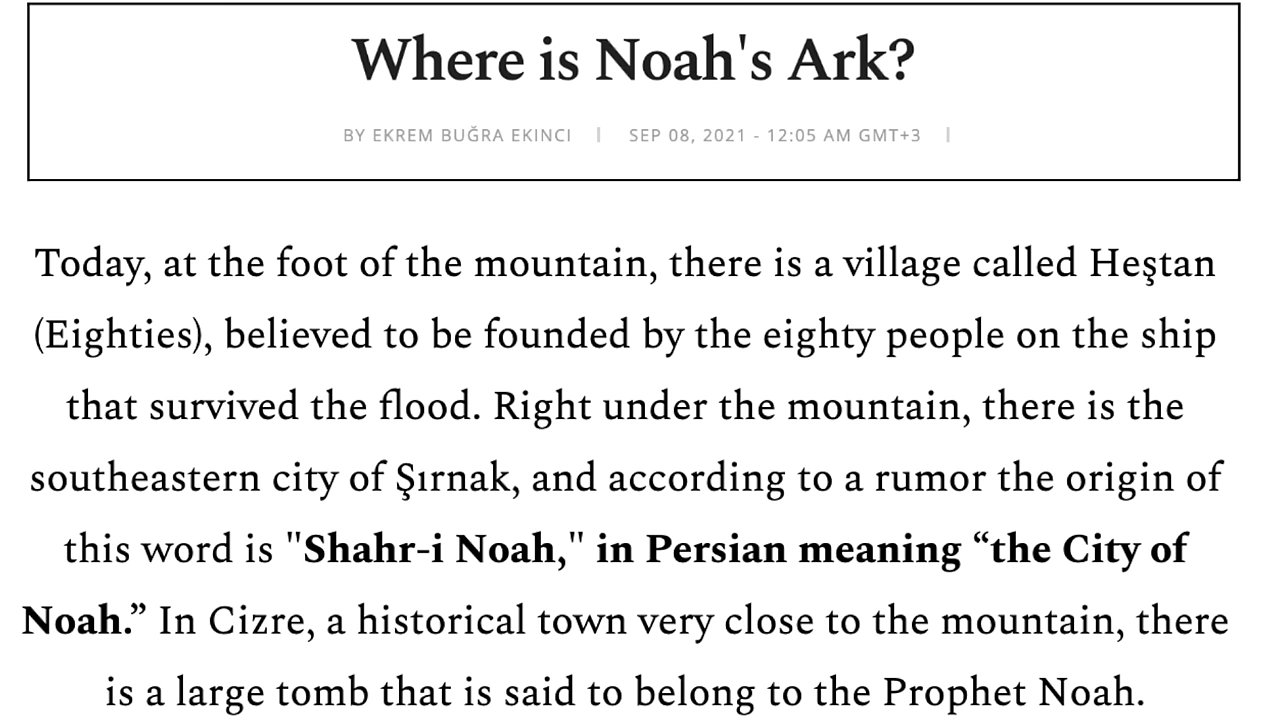 Where is Noah's Ark?
BY EKREM BUĞRA EKINCI | SEP 08, 2021 - 12:05 AM GMT+3 |
Today, at the foot of the mountain, there is a village called Heştan
(Eighties), believed to be founded by the eighty people on the ship
that survived the flood. Right under the mountain, there is the
southeastern city of Şırnak, and according to a rumor the origin of
this word is "Shahr-i Noah," in Persian meaning “the City of
Noah.” In Cizre, a historical town very close to the mountain, there
is a large tomb that is said to belong to the Prophet Noah.